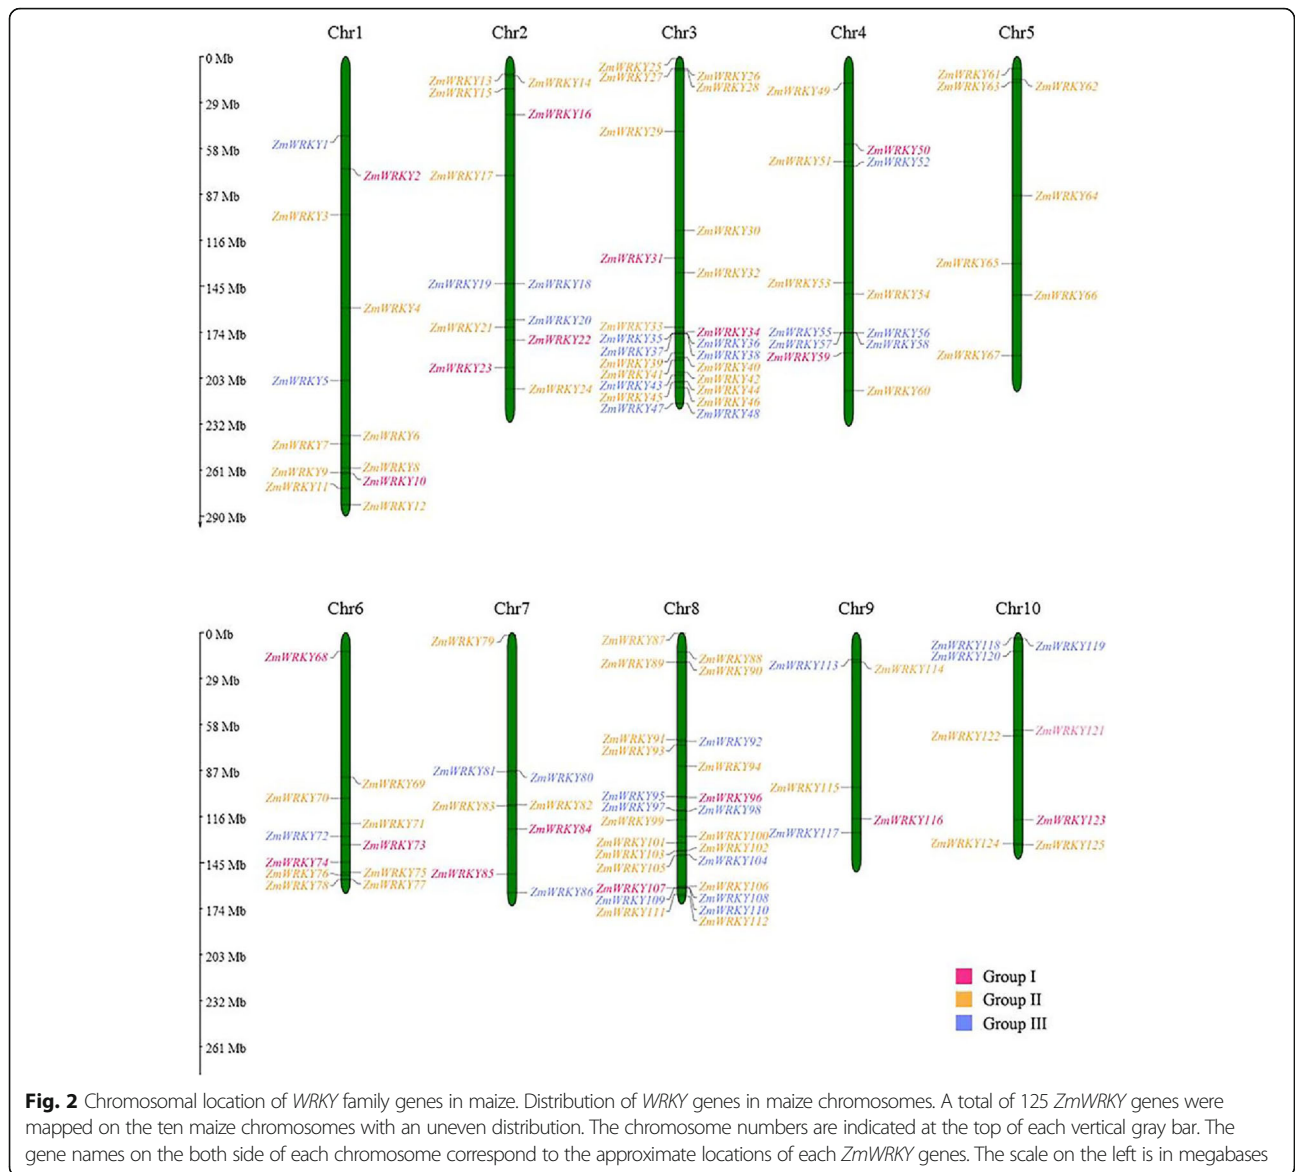 Chr1 Chr2 Chr3 Chr4 Chr5
0 Mb
29 Mb
58 Mb
87 Mb
116 Mb
145 Mb
174 Mb
203 Mb
232 Mb
261 Mb
290 Mb
ZmWRKY1
ZmWRKY2
ZmWRKY3
ZmWRKY4
ZmWRKY5
ZmWRKY6
ZmWRKY7
ZmWRKY8
ZmWRKY9
ZmWRKY10
ZmWRKY11
ZmWRKY12
ZmWRKY13
ZmWRKY14
ZmWRKY15
ZmWRKY16
ZmWRKY17
ZmWRKY19
ZmWRKY18
ZmWRKY20
ZmWRKY21
ZmWRKY22
ZmWRKY23
ZmWRKY24
ZmWRKY25
ZmWRKY27
ZmWRKY26
ZmWRKY28
ZmWRKY29
ZmWRKY30
ZmWRKY31
ZmWRKY32
ZmWRKY33
ZmWRKY34
ZmWRKY35
ZmWRKY36
ZmWRKY37
ZmWRKY38
ZmWRKY39
ZmWRKY40
ZmWRKY41
ZmWRKY42
ZmWRKY43
ZmWRKY44
ZmWRKY45
ZmWRKY46
ZmWRKY47
ZmWRKY48
ZmWRKY49
ZmWRKY50
ZmWRKY51
ZmWRKY52
ZmWRKY53
ZmWRKY54
ZmWRKY55
ZmWRKY56
ZmWRKY57
ZmWRKY58
ZmWRKY59
ZmWRKY60
ZmWRKY61
ZmWRKY63
ZmWRKY62
ZmWRKY64
ZmWRKY65
ZmWRKY66
ZmWRKY67
Chr6 Chr7 Chr8 Chr9 Chr10
0 Mb
29 Mb
58 Mb
87 Mb
116 Mb
145 Mb
174 Mb
203 Mb
232 Mb
261 Mb
ZmWRKY68
ZmWRKY69
ZmWRKY70
ZmWRKY71
ZmWRKY72
ZmWRKY73
ZmWRKY74
ZmWRKY75
ZmWRKY76
ZmWRKY77
ZmWRKY78
ZmWRKY79
ZmWRKY81
ZmWRKY80
ZmWRKY83
ZmWRKY82
ZmWRKY84
ZmWRKY85
ZmWRKY86
ZmWRKY87
ZmWRKY88
ZmWRKY89
ZmWRKY90
ZmWRKY91
ZmWRKY92
ZmWRKY93
ZmWRKY94
ZmWRKY95
ZmWRKY96
ZmWRKY97
ZmWRKY98
ZmWRKY99
ZmWRKY100
ZmWRKY101
ZmWRKY102
ZmWRKY103
ZmWRKY104
ZmWRKY105
ZmWRKY106
ZmWRKY107
ZmWRKY108
ZmWRKY109
ZmWRKY110
ZmWRKY111
ZmWRKY112
ZmWRKY113
ZmWRKY114
ZmWRKY115
ZmWRKY116
ZmWRKY117
ZmWRKY118
ZmWRKY119
ZmWRKY120
ZmWRKY121
ZmWRKY122
ZmWRKY123
ZmWRKY124
ZmWRKY125
Group I
Group II
Group III
Fig. 2 Chromosomal location of WRKY family genes in maize. Distribution of WRKY genes in maize chromosomes. A total of 125 ZmWRKY genes were
mapped on the ten maize chromosomes with an uneven distribution. The chromosome numbers are indicated at the top of each vertical gray bar. The
gene names on the both side of each chromosome correspond to the approximate locations of each ZmWRKY genes. The scale on the left is in megabases